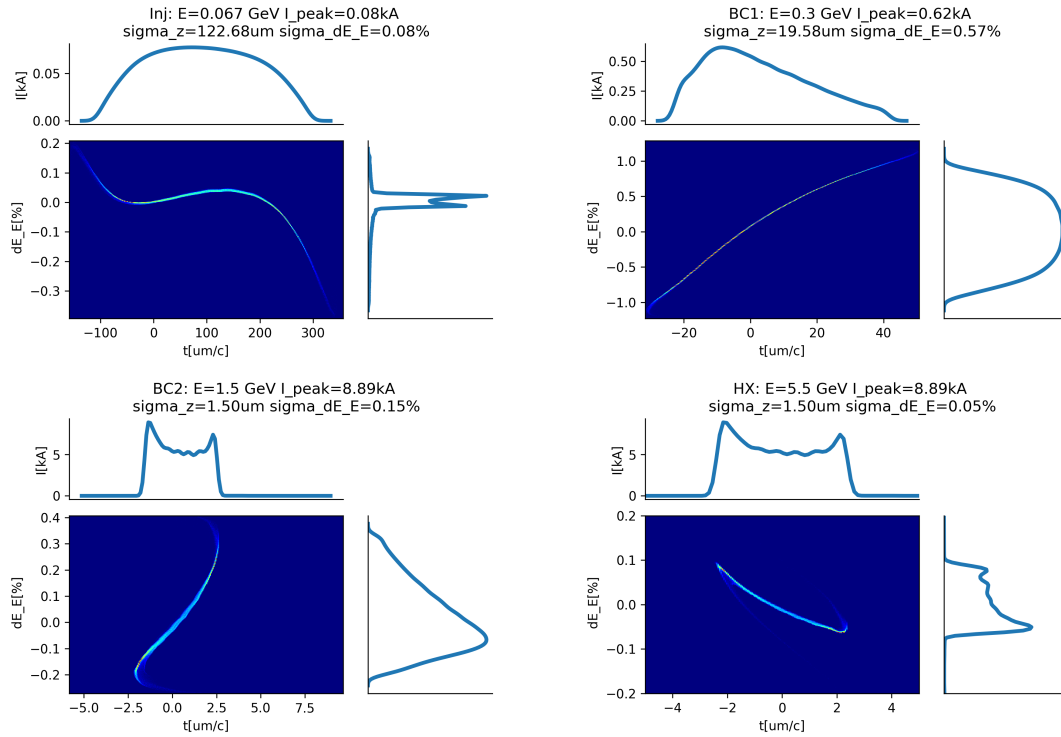 Inj: E=0.067 GeV I_peak=0.08kA
sigma_z=122.68um sigma_dE_E=0.08%
I[kA]
0.05
0.00
dE_E[%]
0.2
0.1
0.0
−0.1
−0.2
−0.3
−100 0 100 200 300
t[um/c]
BC1: E=0.3 GeV I_peak=0.62kA
sigma_z=19.58um sigma_dE_E=0.57%
I[kA]
0.50
0.25
0.00
dE_E[%]
1.0
0.5
0.0
−0.5
−1.0
−20 0 20 40
t[um/c]
BC2: E=1.5 GeV I_peak=8.89kA
sigma_z=1.50um sigma_dE_E=0.15%
I[kA]
5
0
dE_E[%]
0.4
0.3
0.2
0.1
0.0
−0.1
−0.2
−5.0 −2.5 0.0 2.5 5.0 7.5
t[um/c]
HX: E=5.5 GeV I_peak=8.89kA
sigma_z=1.50um sigma_dE_E=0.05%
I[kA]
5
0
dE_E[%]
0.2
0.1
0.0
−0.1
−0.2
−4 −2 0 2 4
t[um/c]